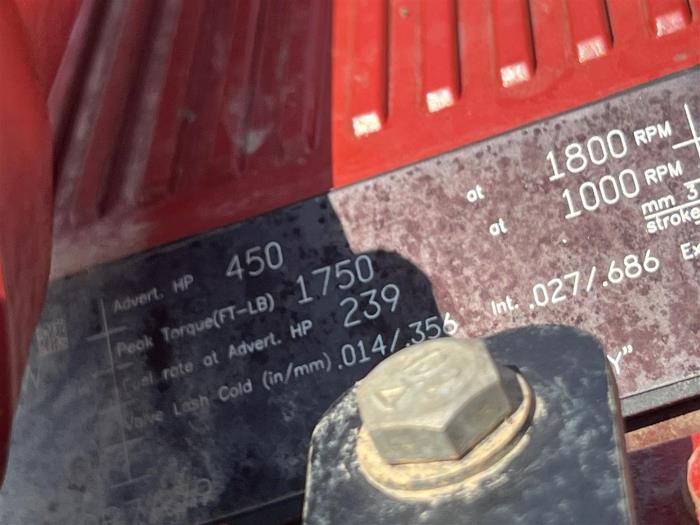 Advert. HP 450 at 1800 RPM
Peak Torque(FT-LB) 1750 at 1000 RPM
Fuel rate at Advert. HP 239 mm 3 stroke
Valve Lash Cold (in/mm) .014/.356 Int. .027/.686 Ex
Y"